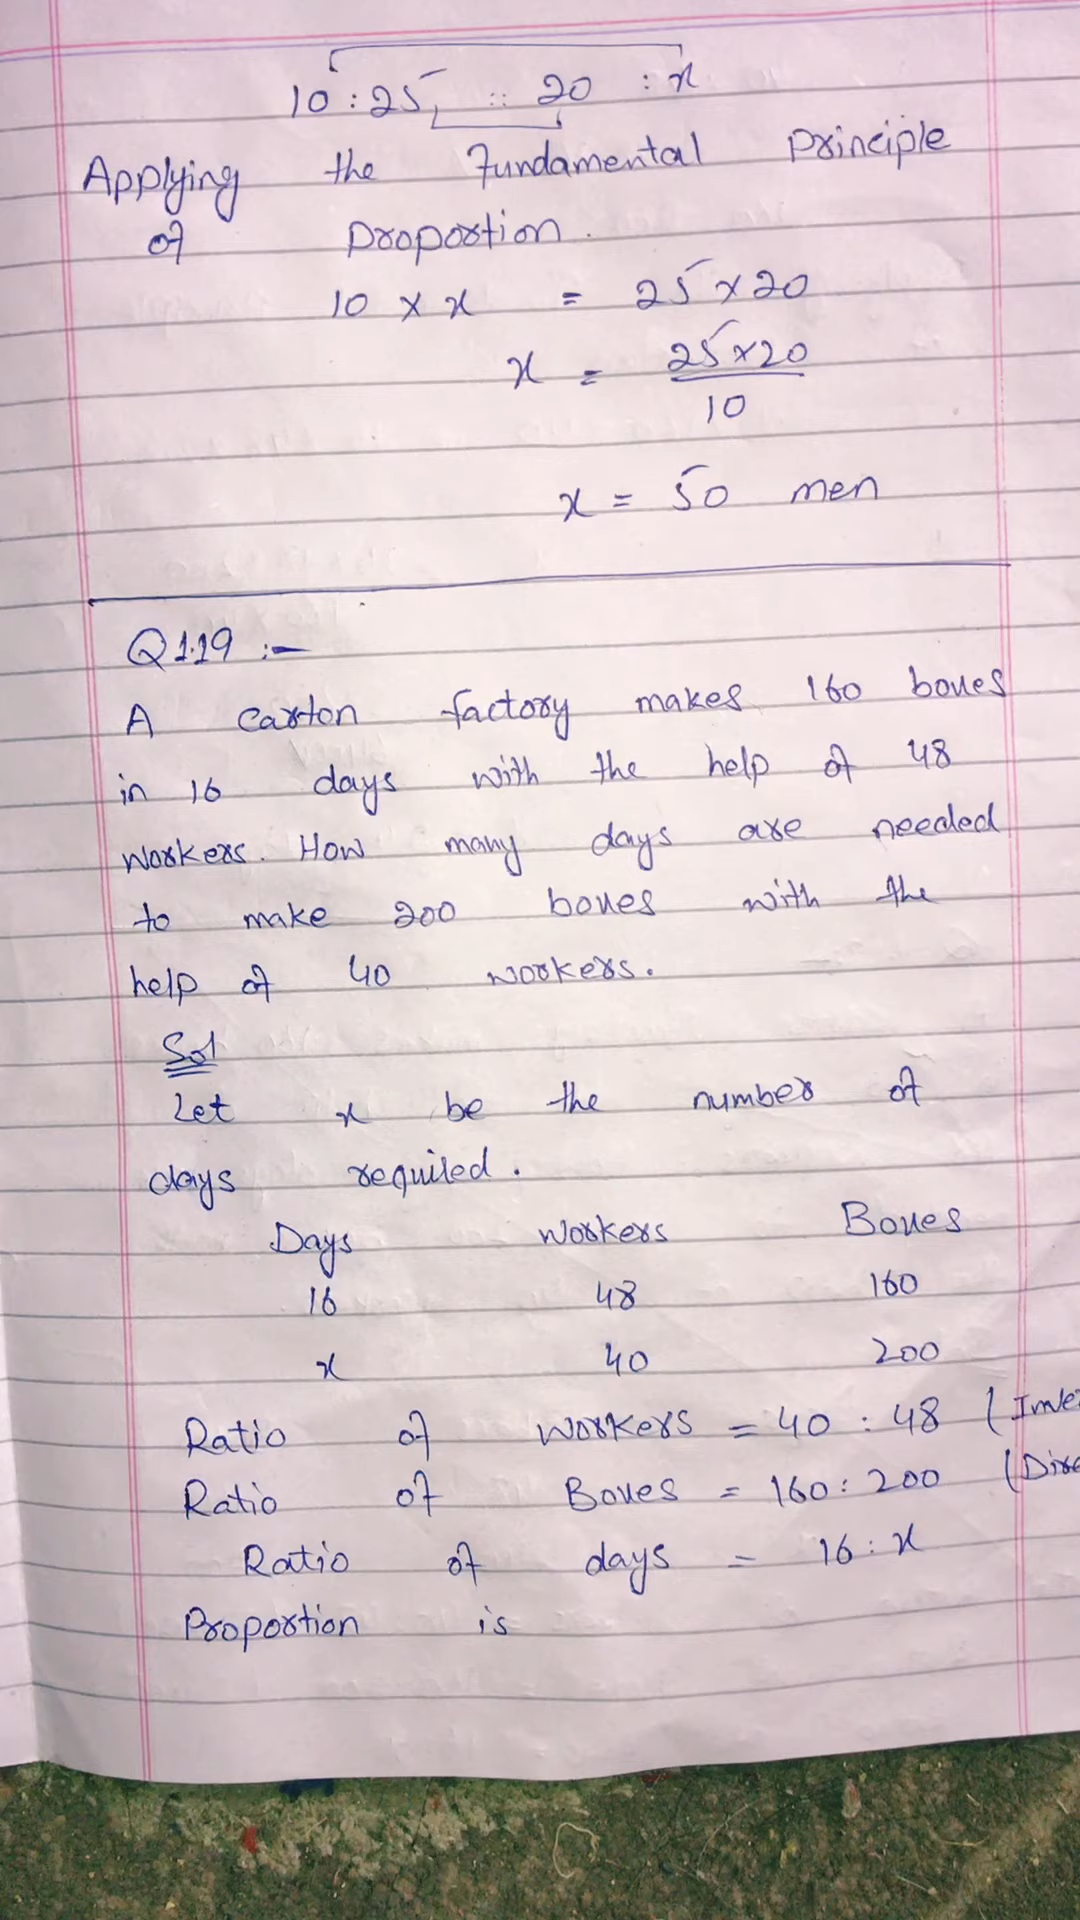 10 : 25 :: 20 : x
Applying the Fundamental Principle
of Proportion.
10 × x = 25 × 20
x = 25 × 20
10
x = 50 men
Q 1.19 :-
A carton factory makes 160 boxes
in 16 days with the help of 48
workers. How many days are needed
to make 200 boxes with the
help of 40 workers.
Sol
Let x be the number of
days required.
Days Workers Boxes
16 48 160
x 40 200
Ratio of workers = 40 : 48
Ratio of Boxes = 160 : 200
Ratio of days = 16 : x
Proportion is